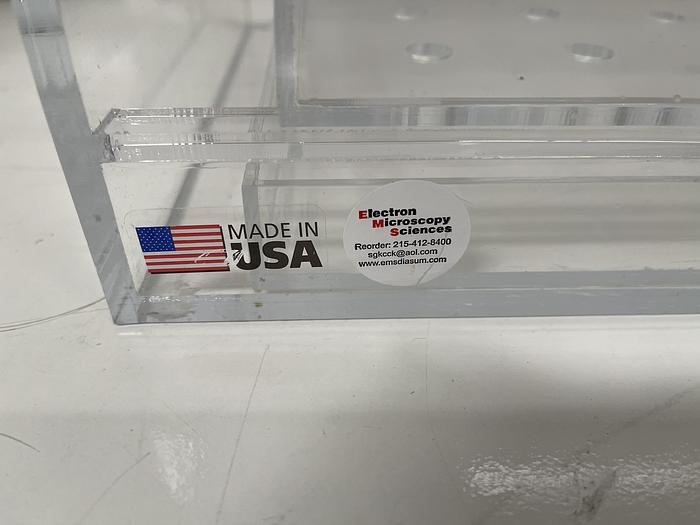 MADE IN
USA
Electron
Microscopy
Sciences
Reorder: 215-412-8400
sgkcck@aol.com
www.emsdiasum.com